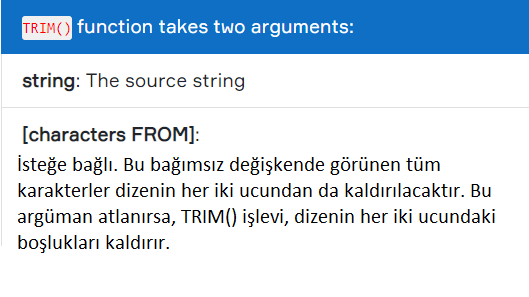 TRIM() function takes two arguments:
string: The source string
[characters FROM]:
İsteğe bağlı. Bu bağımsız değişkende görünen tüm
karakterler dizenin her iki ucundan da kaldırılacaktır. Bu
argüman atlanırsa, TRIM() işlevi, dizenin her iki ucundaki
boşlukları kaldırır.